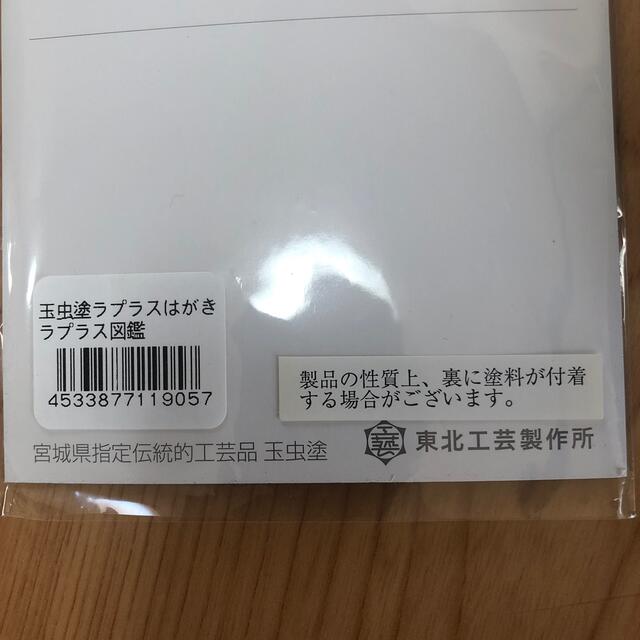 玉虫塗ラプラスはがき
ラプラス図鑑
4533877119057
製品の性質上、裏に塗料が付着
する場合がございます。
宮城県指定伝統的工芸品 玉虫塗
東北工芸製作所